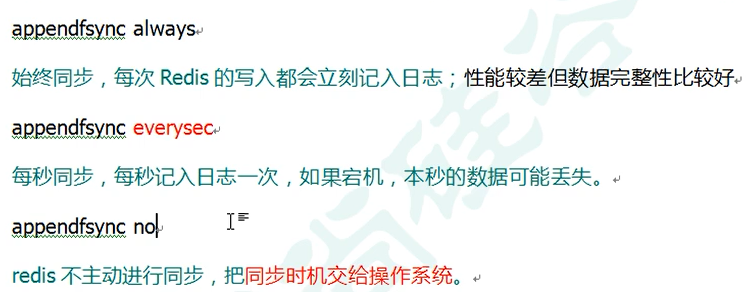 appendfsync always
始终同步，每次 Redis 的写入都会立刻记入日志；性能较差但数据完整性比较好
appendfsync everysec
每秒同步，每秒记入日志一次，如果宕机，本秒的数据可能丢失。
appendfsync no
redis 不主动进行同步，把同步时机交给操作系统。
尚硅谷